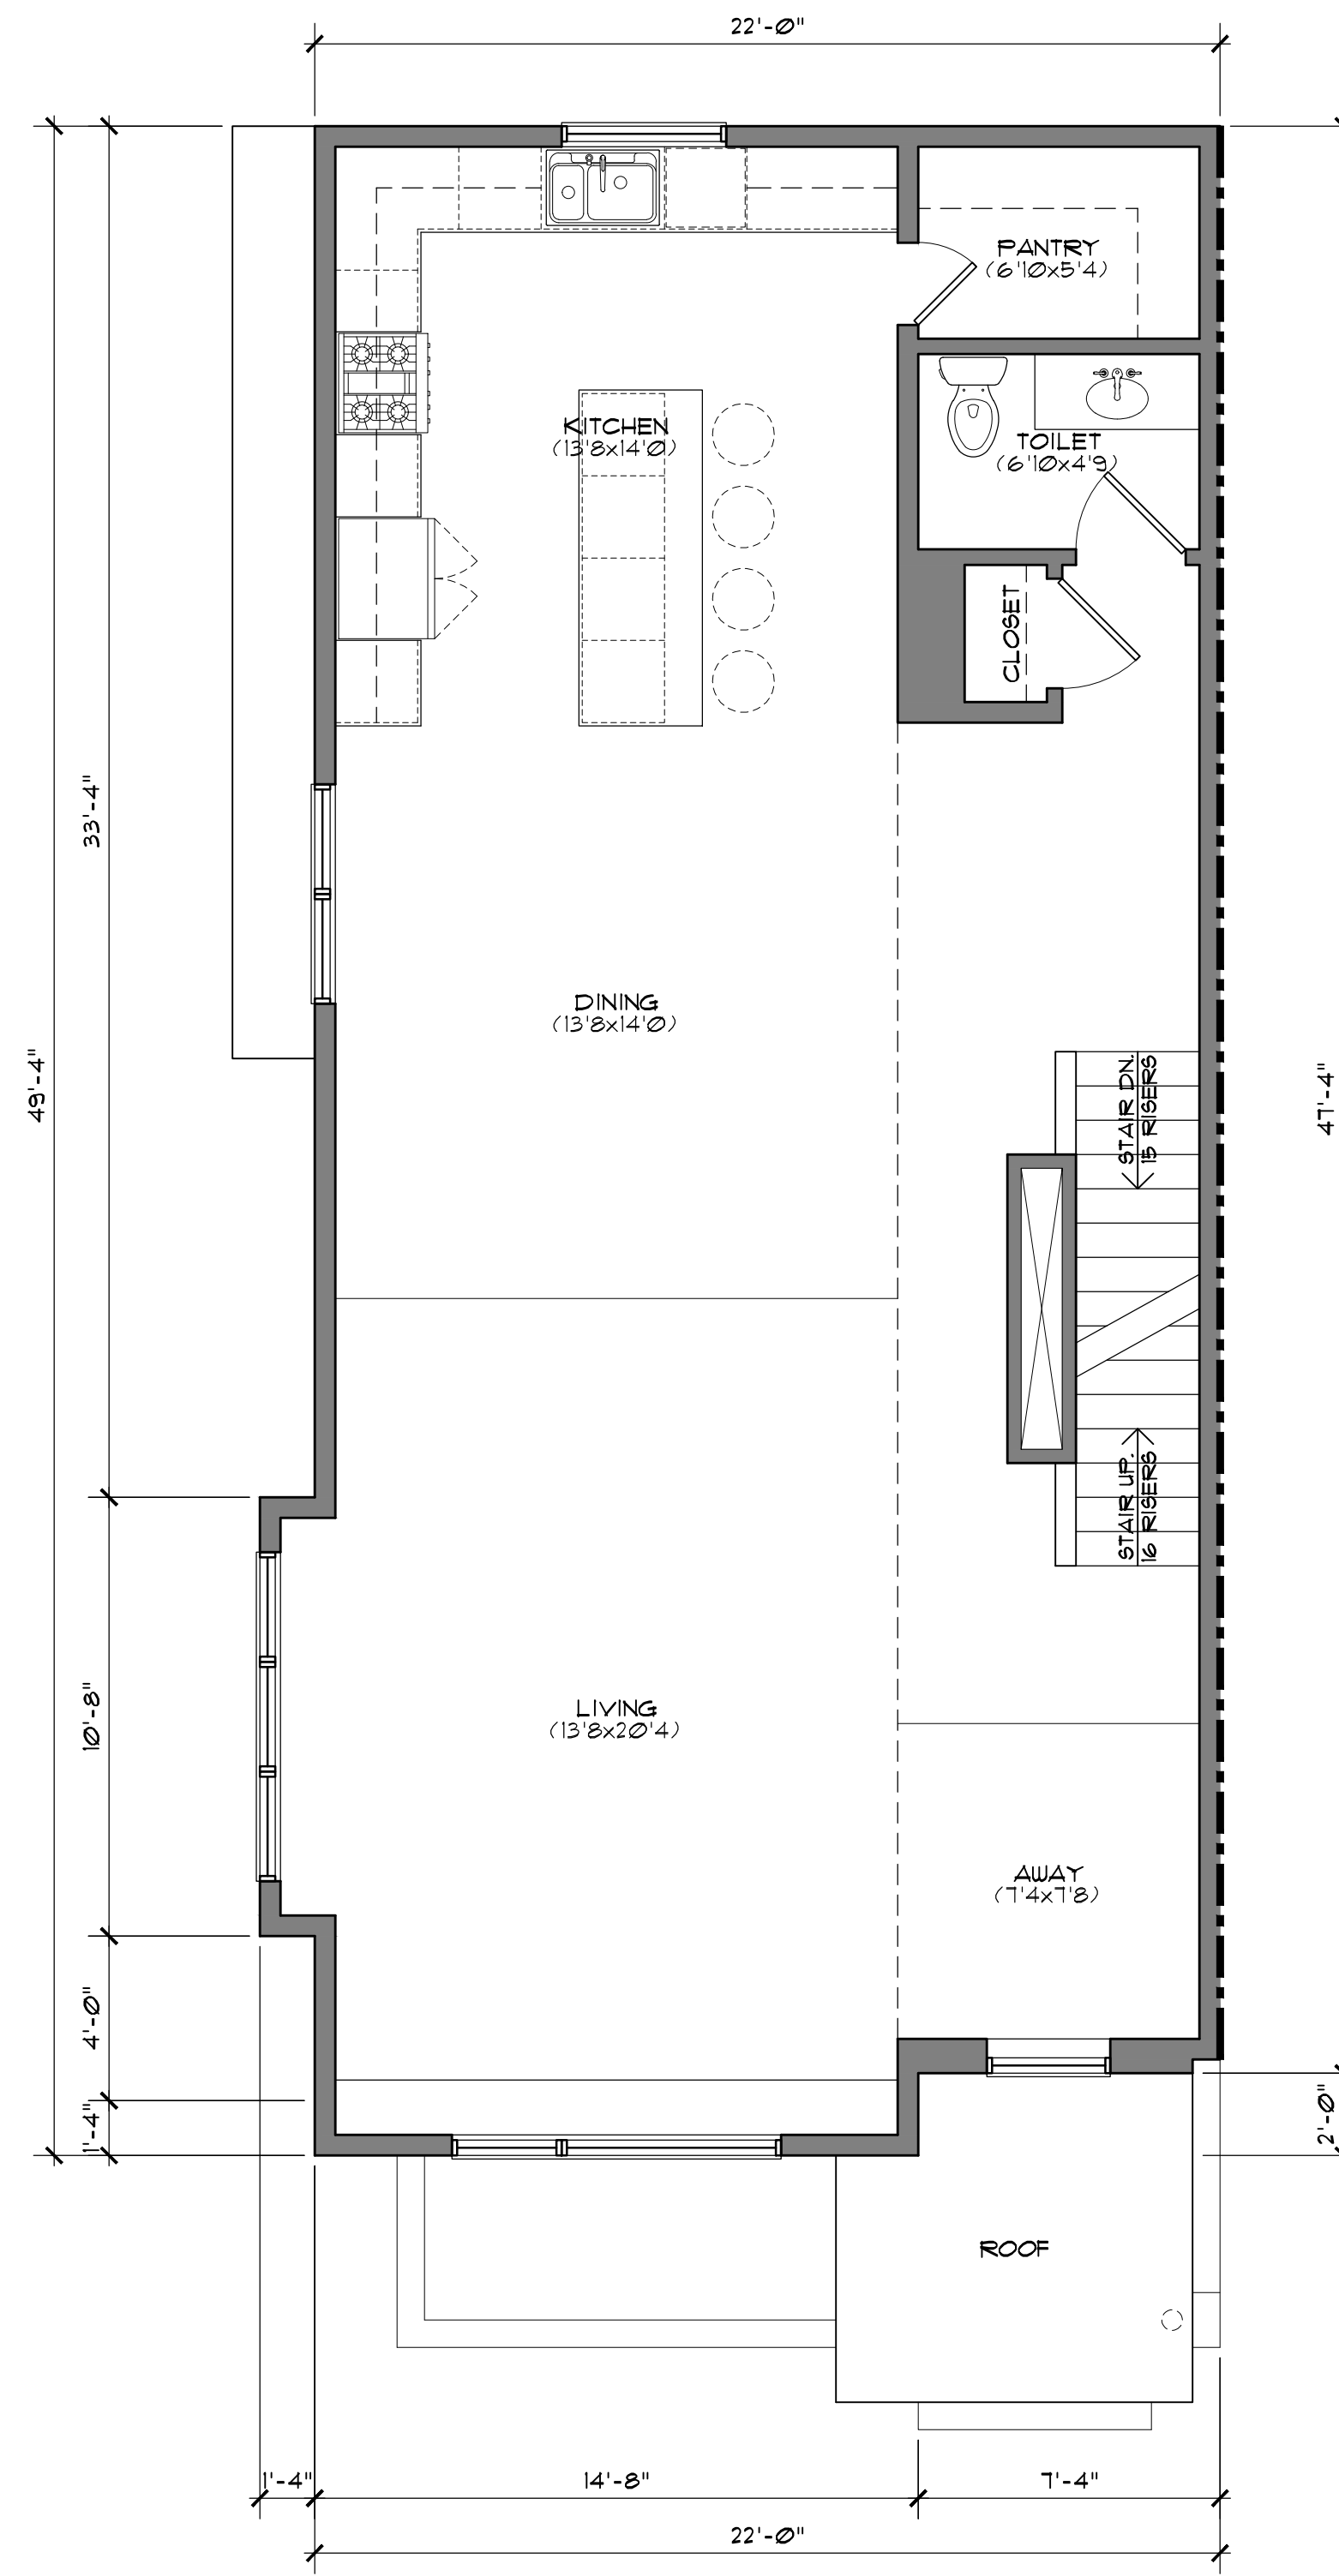 22'-0"
PANTRY
(6'10x5'4)
KITCHEN
(13'8x14'0)
TOILET
(6'10x4'9)
CLOSET
33'-4"
49'-4"
47'-4"
DINING
(13'8x14'0)
STAIR DN.
15 RISERS
STAIR UP.
16 RISERS
10'-8"
LIVING
(13'8x20'4)
AWAY
(7'4x7'8)
4'-0"
1'-4"
2'-0"
ROOF
1'-4"
14'-8"
7'-4"
22'-0"